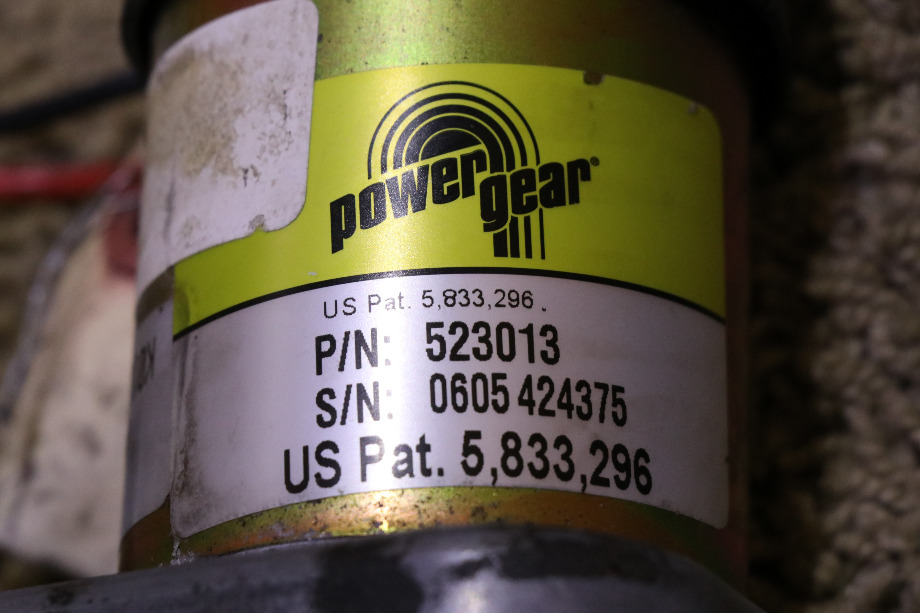 power gear®
US Pat. 5,833,296.
P/N: 523013
S/N: 0605 424375
US Pat. 5,833,296